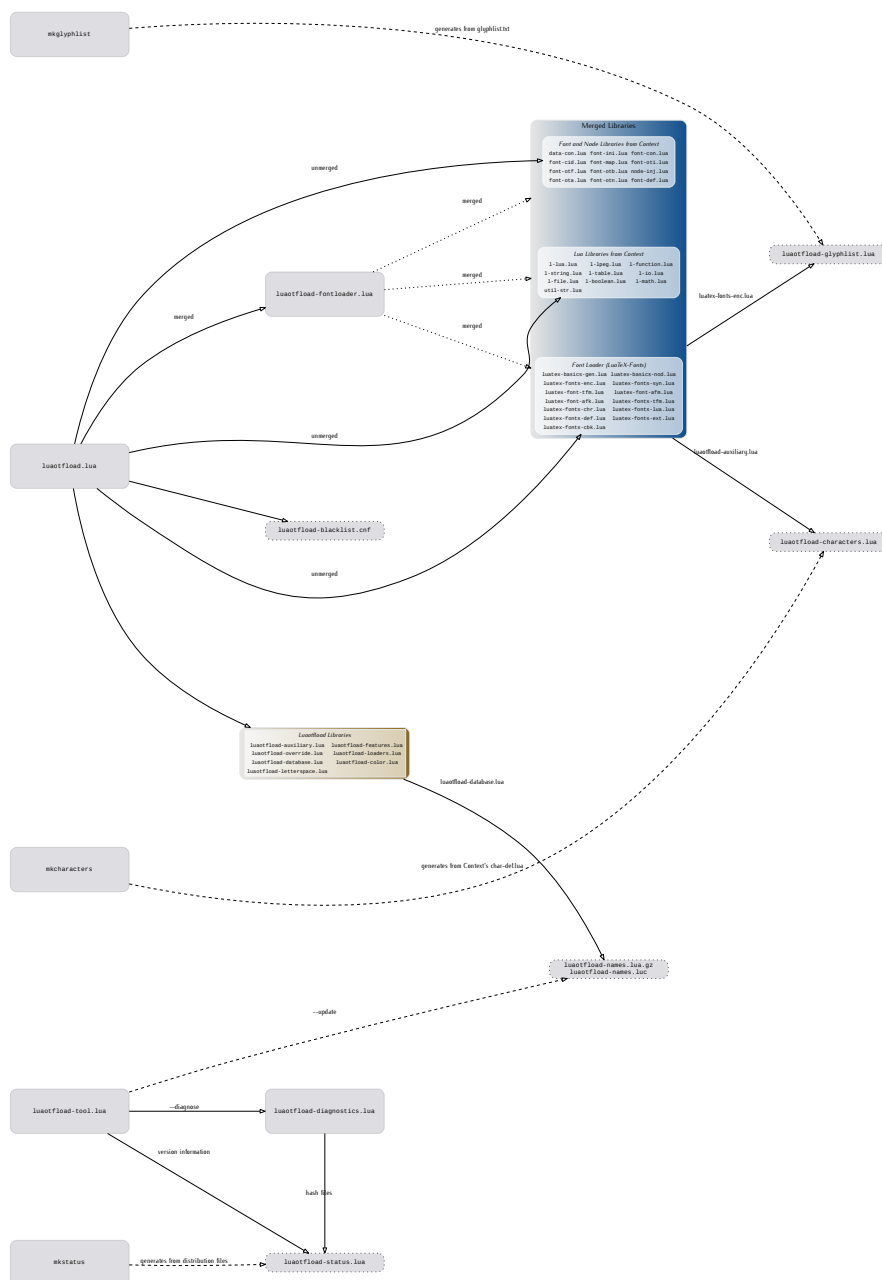 mkglyphlist
generates from glyphlist.txt
Merged Libraries
Font and Node Libraries from Context
data-con.lua font-ini.lua font-con.lua
font-cid.lua font-map.lua font-oti.lua
font-otf.lua font-otb.lua node-inj.lua
font-ota.lua font-otn.lua font-def.lua
unmerged
merged
luaotfload-glyphlist.lua
Lua Libraries from Context
l-lua.lua l-lpeg.lua l-function.lua
l-string.lua l-table.lua l-io.lua
l-file.lua l-boolean.lua l-math.lua
util-str.lua
merged
luaotfload-fontloader.lua
luatex-fonts-enc.lua
merged
merged
Font Loader (LuaTeX-Fonts)
luatex-basics-gen.lua luatex-basics-nod.lua
luatex-fonts-enc.lua luatex-fonts-syn.lua
luatex-font-tfm.lua luatex-font-afm.lua
luatex-font-afk.lua luatex-fonts-tfm.lua
luatex-fonts-chr.lua luatex-fonts-lua.lua
luatex-fonts-def.lua luatex-fonts-ext.lua
luatex-fonts-cbk.lua
unmerged
luaotfload-auxiliary.lua
luaotfload.lua
luaotfload-blacklist.cnf
luaotfload-characters.lua
unmerged
Luaotfload Libraries
luaotfload-auxiliary.lua luaotfload-features.lua
luaotfload-override.lua luaotfload-loaders.lua
luaotfload-database.lua luaotfload-color.lua
luaotfload-letterspace.lua
luaotfload-database.lua
generates from Context's char-def.lua
mkcharacters
luaotfload-names.lua.gz
luaotfload-names.luc
--update
luaotfload-tool.lua
--diagnose
luaotfload-diagnostics.lua
version information
hash files
mkstatus
generates from distribution files
luaotfload-status.lua